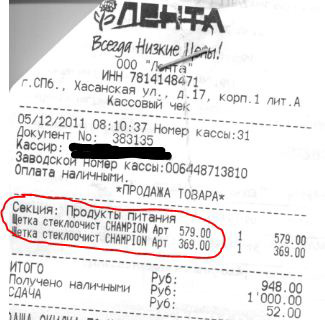 ЛЕНТА
Всегда Низкие Цены!
ООО "Лента"
ИНН 7814148471
г.СПб., Хасанская ул., д.17, корп.1 лит.А
Кассовый чек
05/12/2011 08:10:37 Номер кассы:31
Документ No: 383135
Кассир:
Заводской номер кассы:006448713810
Оплата наличными.
*ПРОДАЖА ТОВАРА*
Секция: Продукты питания
Щетка стеклоочист CHAMPION Арт 579.00 1 579.00
Щетка стеклоочист CHAMPION Арт 369.00 1 369.00
ИТОГО Руб: 948.00
Получено наличными Руб: 1'000.00
СДАЧА Руб: 52.00